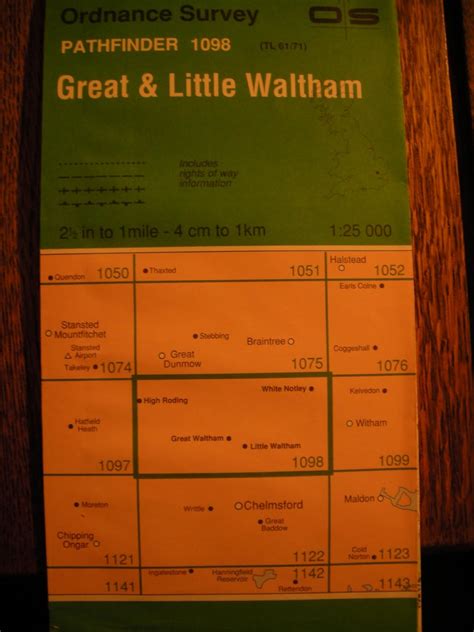 Ordnance Survey OS
PATHFINDER 1098 (TL 61/71)
Great & Little Waltham
Includes
rights of way
information
2½ in to 1mile - 4 cm to 1km 1:25 000
Quendon 1050
Thaxted 1051
Halstead 1052
Earls Colne
Stansted
Mountfitchet
Stansted
Airport
Takeley 1074
Stebbing
Great
Dunmow
Braintree
1075
Coggeshall
1076
Hatfield
Heath
1097
High Roding
White Notley
Great Waltham
Little Waltham
1098
Kelvedon
Witham
1099
Moreton
Chipping
Ongar
1121
Writtle
Chelmsford
Great
Baddow
1122
Maldon
Cold
Norton 1123
1141
Ingatestone
Hanningfield
Reservoir
1142
Rettendon
1143